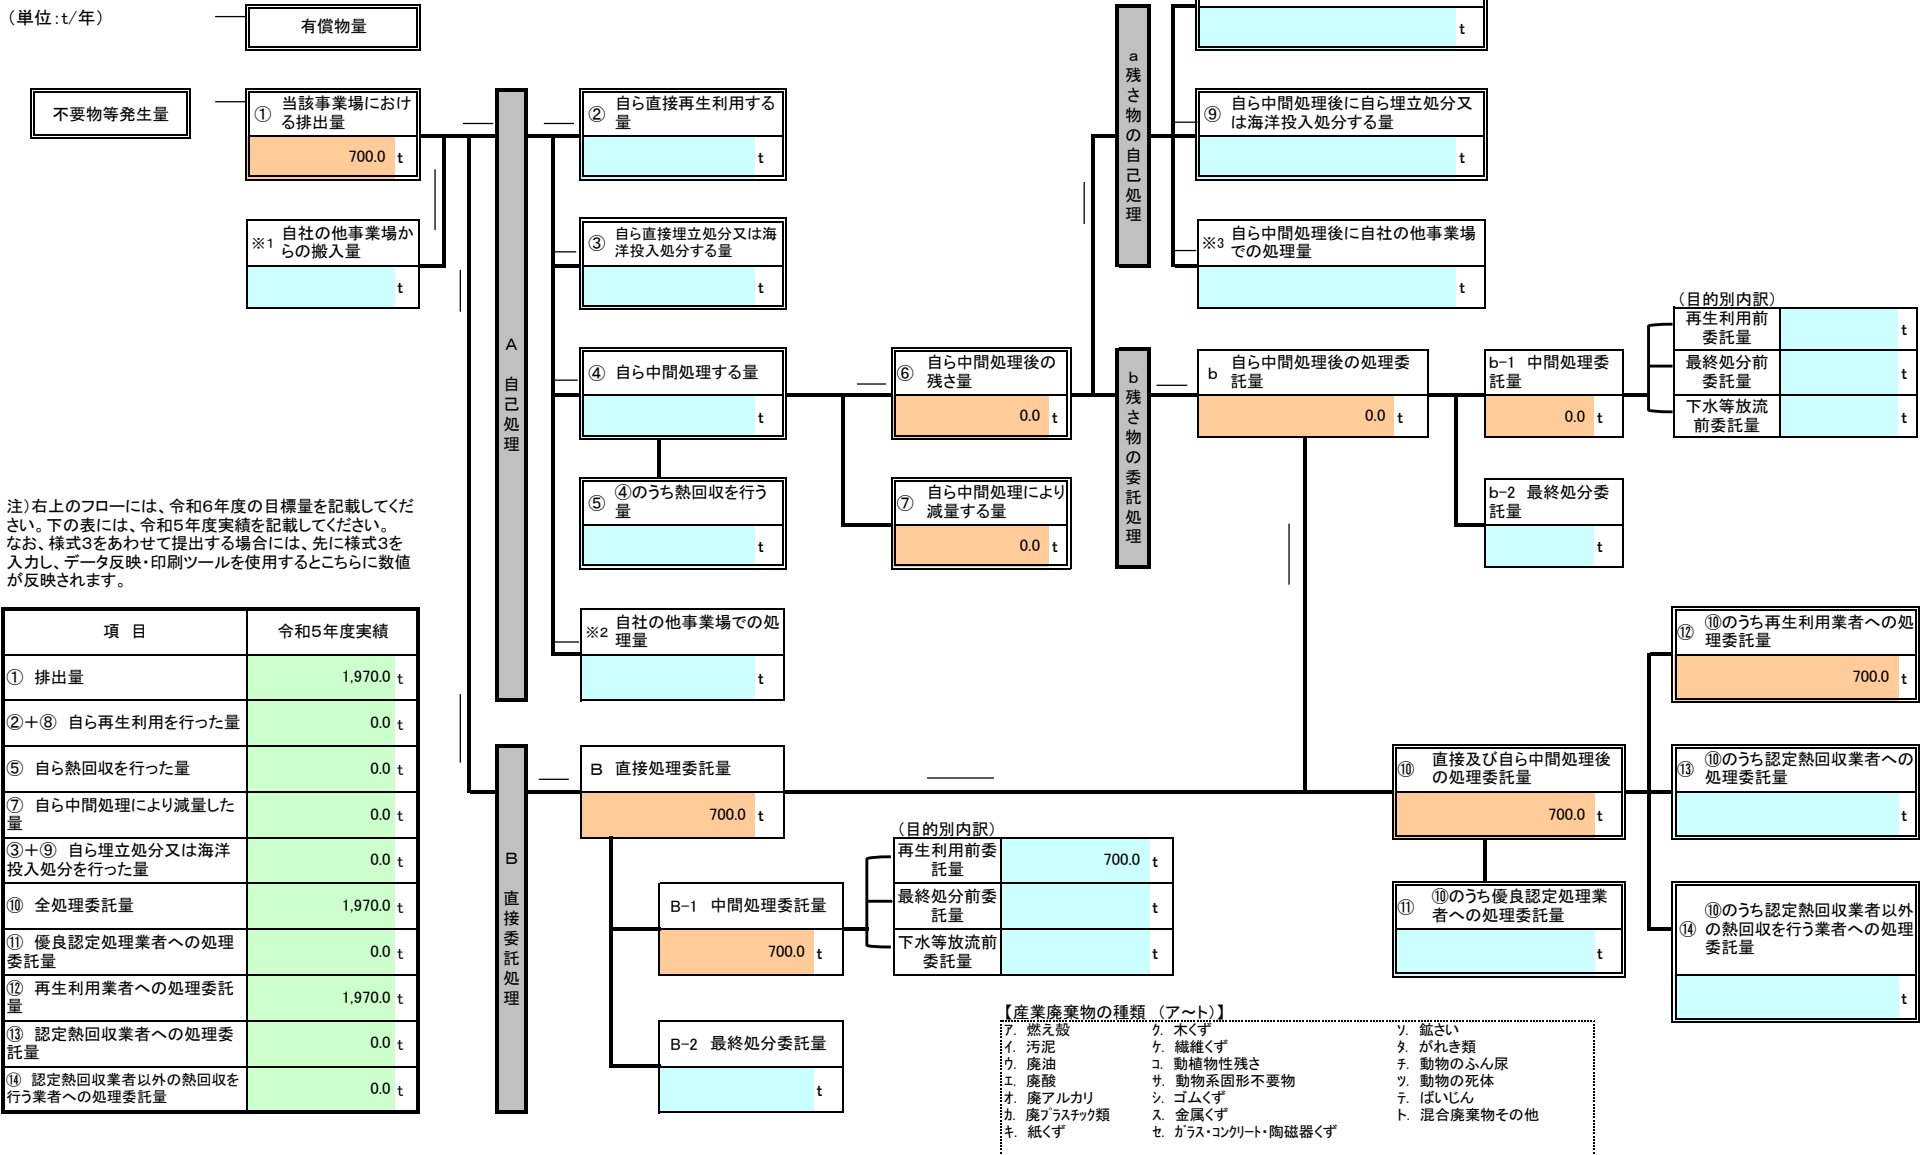 （単位:t/年）
有償物量
不要物等発生量
① 当該事業場におけ
る排出量
700.0 t
※1 自社の他事業場か
らの搬入量
t
A 自己処理
② 自ら直接再生利用する
量
t
③ 自ら直接埋立処分又は海
洋投入処分する量
t
④ 自ら中間処理する量
t
⑤ ④のうち熱回収を行う
量
t
※2 自社の他事業場での処
理量
t
⑥ 自ら中間処理後の
残さ量
0.0 t
⑦ 自ら中間処理により
減量する量
0.0 t
a 残さ物の自己処理
t
⑨ 自ら中間処理後に自ら埋立処分又
は海洋投入処分する量
t
※3 自ら中間処理後に自社の他事業場
での処理量
t
b 残さ物の委託処理
b 自ら中間処理後の処理委
託量
0.0 t
b-1 中間処理委
託量
0.0 t
（目的別内訳）
再生利用前
委託量
t
最終処分前
委託量
t
下水等放流
前委託量
t
b-2 最終処分委
託量
t
注）右上のフローには、令和６年度の目標量を記載してくだ
さい。下の表には、令和５年度実績を記載してください。
なお、様式３をあわせて提出する場合には、先に様式３を
入力し、データ反映・印刷ツールを使用するとこちらに数値
が反映されます。
項 目 令和５年度実績
① 排出量 1,970.0 t
②＋⑧ 自ら再生利用を行った量 0.0 t
⑤ 自ら熱回収を行った量 0.0 t
⑦ 自ら中間処理により減量した
量 0.0 t
③＋⑨ 自ら埋立処分又は海洋
投入処分を行った量 0.0 t
⑩ 全処理委託量 1,970.0 t
⑪ 優良認定処理業者への処理
委託量 0.0 t
⑫ 再生利用業者への処理委託
量 1,970.0 t
⑬ 認定熱回収業者への処理委
託量 0.0 t
⑭ 認定熱回収業者以外の熱回収を
行う業者への処理委託量 0.0 t
B 直接委託処理
B 直接処理委託量
700.0 t
B-1 中間処理委託量
700.0 t
（目的別内訳）
再生利用前委
託量
700.0 t
最終処分前委
託量
t
下水等放流前
委託量
t
B-2 最終処分委託量
t
⑩ 直接及び自ら中間処理後
の処理委託量
700.0 t
⑪ ⑩のうち優良認定処理業
者への処理委託量
t
⑫ ⑩のうち再生利用業者への処
理委託量
700.0 t
⑬ ⑩のうち認定熱回収業者への
処理委託量
t
⑭ ⑩のうち認定熱回収業者以外
の熱回収を行う業者への処理
委託量
t
【産業廃棄物の種類 （ア～ト）】
ア. 燃え殻 ク. 木くず ソ. 鉱さい
イ. 汚泥 ケ. 繊維くず タ. がれき類
ウ. 廃油 コ. 動植物性残さ チ. 動物のふん尿
エ. 廃酸 サ. 動物系固形不要物 ツ. 動物の死体
オ. 廃アルカリ シ. ゴムくず テ. ばいじん
カ. 廃プラスチック類 ス. 金属くず ト. 混合廃棄物その他
キ. 紙くず セ. ガラス・コンクリート・陶磁器くず